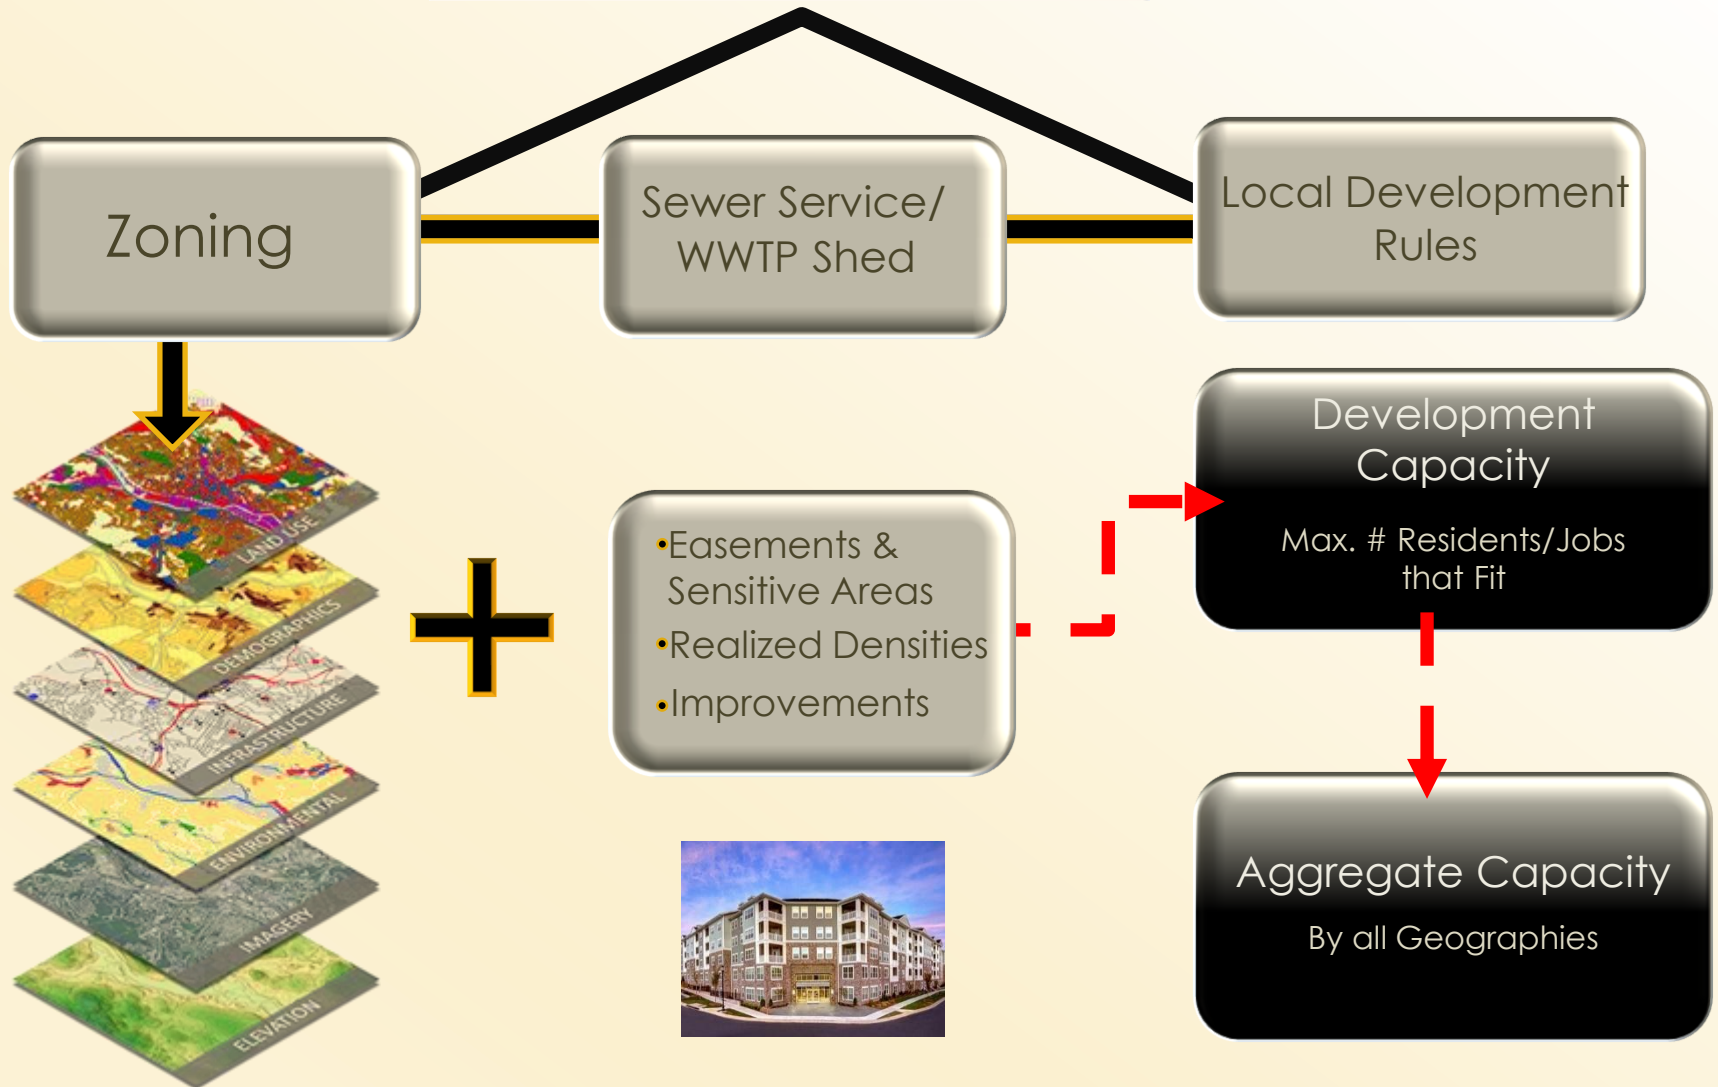 Zoning
Sewer Service/
WWTP Shed
Local Development
Rules
LAND USE
DEMOGRAPHICS
INFRASTRUCTURE
ENVIRONMENTAL
IMAGERY
ELEVATION
•Easements &
Sensitive Areas
•Realized Densities
•Improvements
Development
Capacity
Max. # Residents/Jobs
that Fit
Aggregate Capacity
By all Geographies